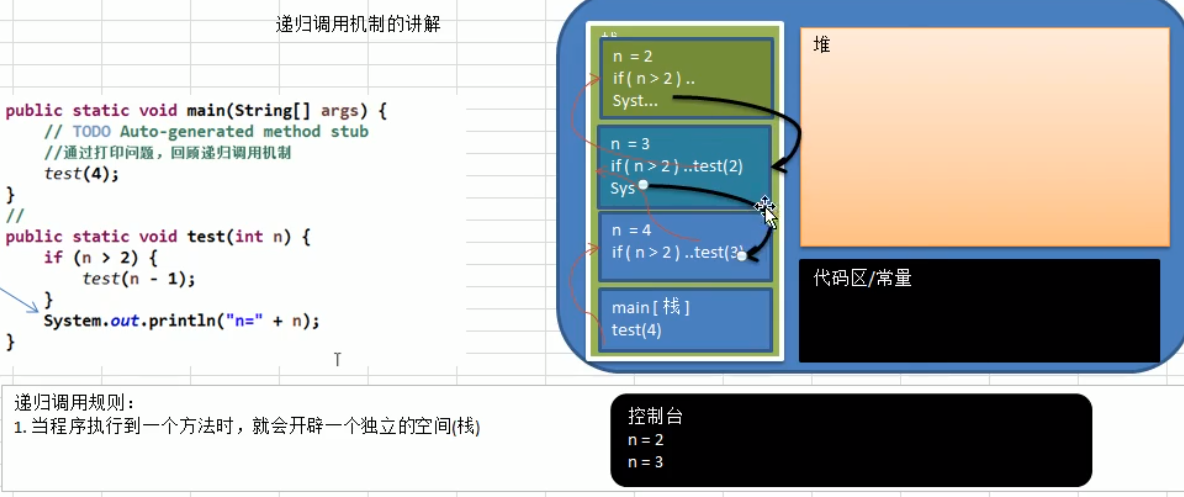 递归调用机制的讲解
public static void main(String[] args) {
// TODO Auto-generated method stub
//通过打印问题，回顾递归调用机制
test(4);
}
//
public static void test(int n) {
if (n > 2) {
test(n - 1);
}
System.out.println("n=" + n);
}
n = 2
if ( n > 2 ) ..
Syst...
n = 3
if ( n > 2 ) ..test(2)
Sys
n = 4
if ( n > 2 ) ..test(3)
main [ 栈 ]
test(4)
堆
代码区/常量
递归调用规则：
1. 当程序执行到一个方法时，就会开辟一个独立的空间(栈)
控制台
n = 2
n = 3